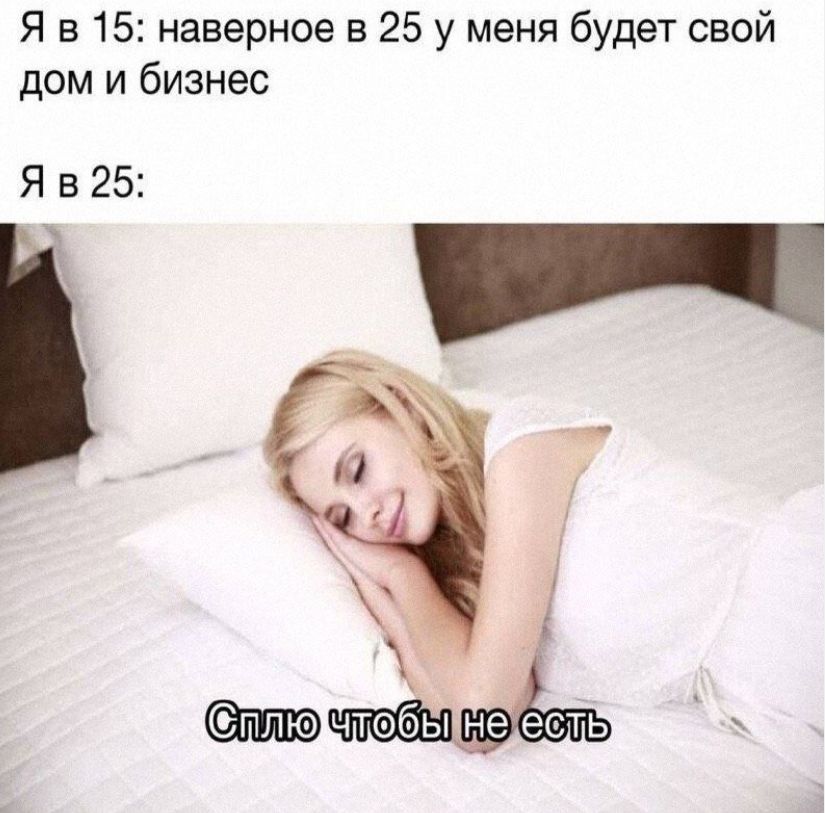 Я в 15: наверное в 25 у меня будет свой
дом и бизнес
Я в 25:
Сплю чтобы не есть